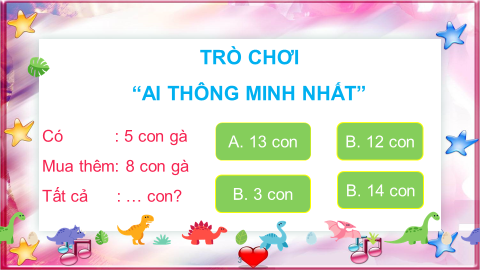 TRÒ CHƠI
“AI THÔNG MINH NHẤT”
Có : 5 con gà
Mua thêm: 8 con gà
Tất cả : … con?
A. 13 con
B. 12 con
B. 3 con
B. 14 con